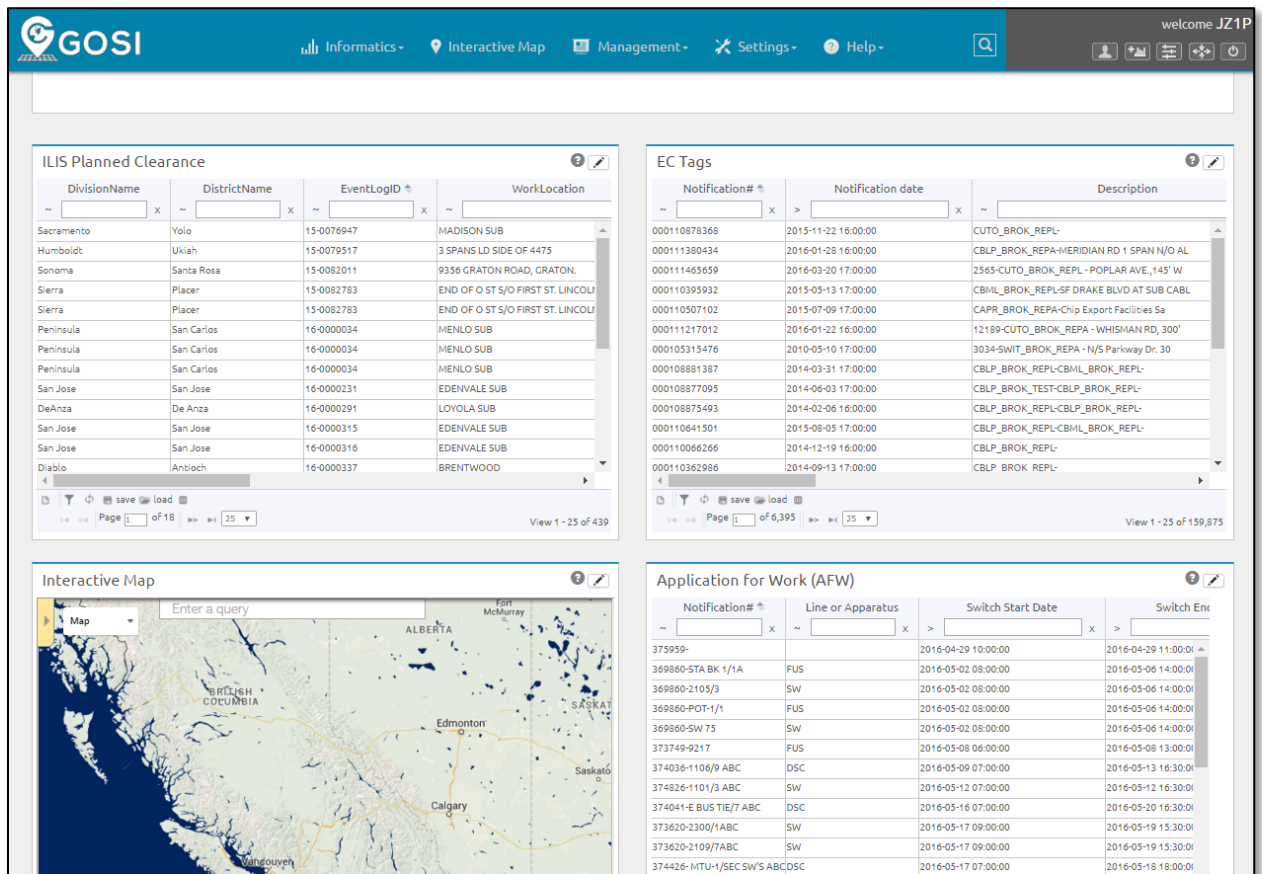 welcome JZ1P
GOSI
Informatics Interactive Map Management Settings Help
ILIS Planned Clearance
DivisionName DistrictName EventLogID WorkLocation
~ x ~ x ~ x ~
Sacramento Yolo 15-0076947 MADISON SUB
Humboldt Ukiah 15-0079517 3 SPANS LD SIDE OF 4475
Sonoma Santa Rosa 15-0082011 9356 GRATON ROAD, GRATON.
Sierra Placer 15-0082783 END OF O ST S/O FIRST ST. LINCOL
Sierra Placer 15-0082783 END OF O ST S/O FIRST ST. LINCOL
Peninsula San Carlos 16-0000034 MENLO SUB
Peninsula San Carlos 16-0000034 MENLO SUB
Peninsula San Carlos 16-0000034 MENLO SUB
San Jose San Jose 16-0000231 EDENVALE SUB
DeAnza De Anza 16-0000291 LOYOLA SUB
San Jose San Jose 16-0000315 EDENVALE SUB
San Jose San Jose 16-0000316 EDENVALE SUB
Diablo Antioch 16-0000337 BRENTWOOD
save load
Page 1 of 18 25 View 1 - 25 of 439
EC Tags
Notification# Notification date Description
~ x > x ~
000110878368 2015-11-22 16:00:00 CUTO_BROK_REPL-
000111380434 2016-01-28 16:00:00 CBLP_BROK_REPA-MERIDIAN RD 1 SPAN N/O AL
000111465659 2016-03-20 17:00:00 2565-CUTO_BROK_REPL - POPLAR AVE.,145' W
000110395932 2015-05-13 17:00:00 CBML_BROK_REPL-SF DRAKE BLVD AT SUB CABL
000110507102 2015-07-09 17:00:00 CAPR_BROK_REPA-Chip Export Facilities Sa
000111217012 2016-01-22 16:00:00 12189-CUTO_BROK_REPA - WHISMAN RD, 300'
000105315476 2010-05-10 17:00:00 3034-SWIT_BROK_REPA - N/S Parkway Dr. 30
000108881387 2014-03-31 17:00:00 CBLP_BROK_REPL-CBML_BROK_REPL-
000108877095 2014-06-03 17:00:00 CBLP_BROK_TEST-CBLP_BROK_REPL-
000108875493 2014-02-06 16:00:00 CBLP_BROK_REPL-CBLP_BROK_REPL-
000110641501 2015-08-05 17:00:00 CBLP_BROK_REPL-CBML_BROK_REPL-
000110066266 2014-12-19 16:00:00 CBLP_BROK_REPL-
000110362986 2014-09-13 17:00:00 CBLP BROK REPL-
save load
Page 1 of 6,395 25 View 1 - 25 of 159,875
Interactive Map
Map
Enter a query
Fort
McMurray
ALBERTA
BRITISH
COLUMBIA
SASKAT
Edmonton
Saskato
Calgary
Vancouver
Application for Work (AFW)
Notification# Line or Apparatus Switch Start Date Switch End
~ x ~ x > x >
375959- 2016-04-29 10:00:00 2016-04-29 11:00:0
369860-STA BK 1/1A FUS 2016-05-02 08:00:00 2016-05-06 14:00:0
369860-2105/3 SW 2016-05-02 08:00:00 2016-05-06 14:00:0
369860-POT-1/1 FUS 2016-05-02 08:00:00 2016-05-06 14:00:0
369860-SW 75 SW 2016-05-02 08:00:00 2016-05-06 14:00:0
373749-9217 FUS 2016-05-08 06:00:00 2016-05-08 13:00:0
374036-1106/9 ABC DSC 2016-05-09 07:00:00 2016-05-13 16:30:0
374826-1101/3 ABC SW 2016-05-12 07:00:00 2016-05-12 16:30:0
374041-E BUS TIE/7 ABC DSC 2016-05-16 07:00:00 2016-05-20 16:30:0
373620-2300/1ABC SW 2016-05-17 09:00:00 2016-05-19 15:30:0
373620-2109/7ABC SW 2016-05-17 09:00:00 2016-05-19 15:30:0
374426- MTU-1/SEC SW'S ABC DSC 2016-05-17 07:00:00 2016-05-18 18:00:0